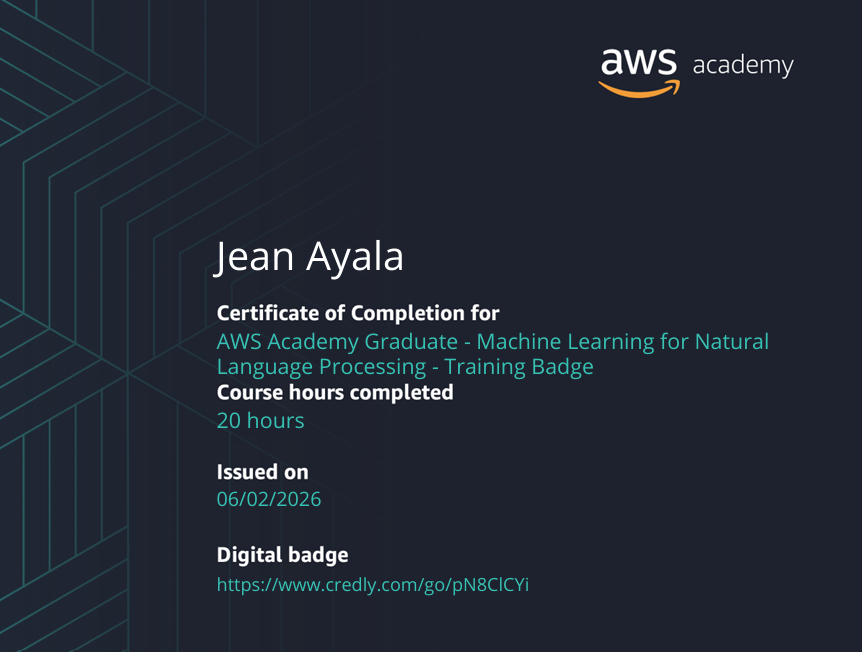 aws academy
Jean Ayala
Certificate of Completion for
AWS Academy Graduate - Machine Learning for Natural
Language Processing - Training Badge
Course hours completed
20 hours
Issued on
06/02/2026
Digital badge
https://www.credly.com/go/pN8ClCYi